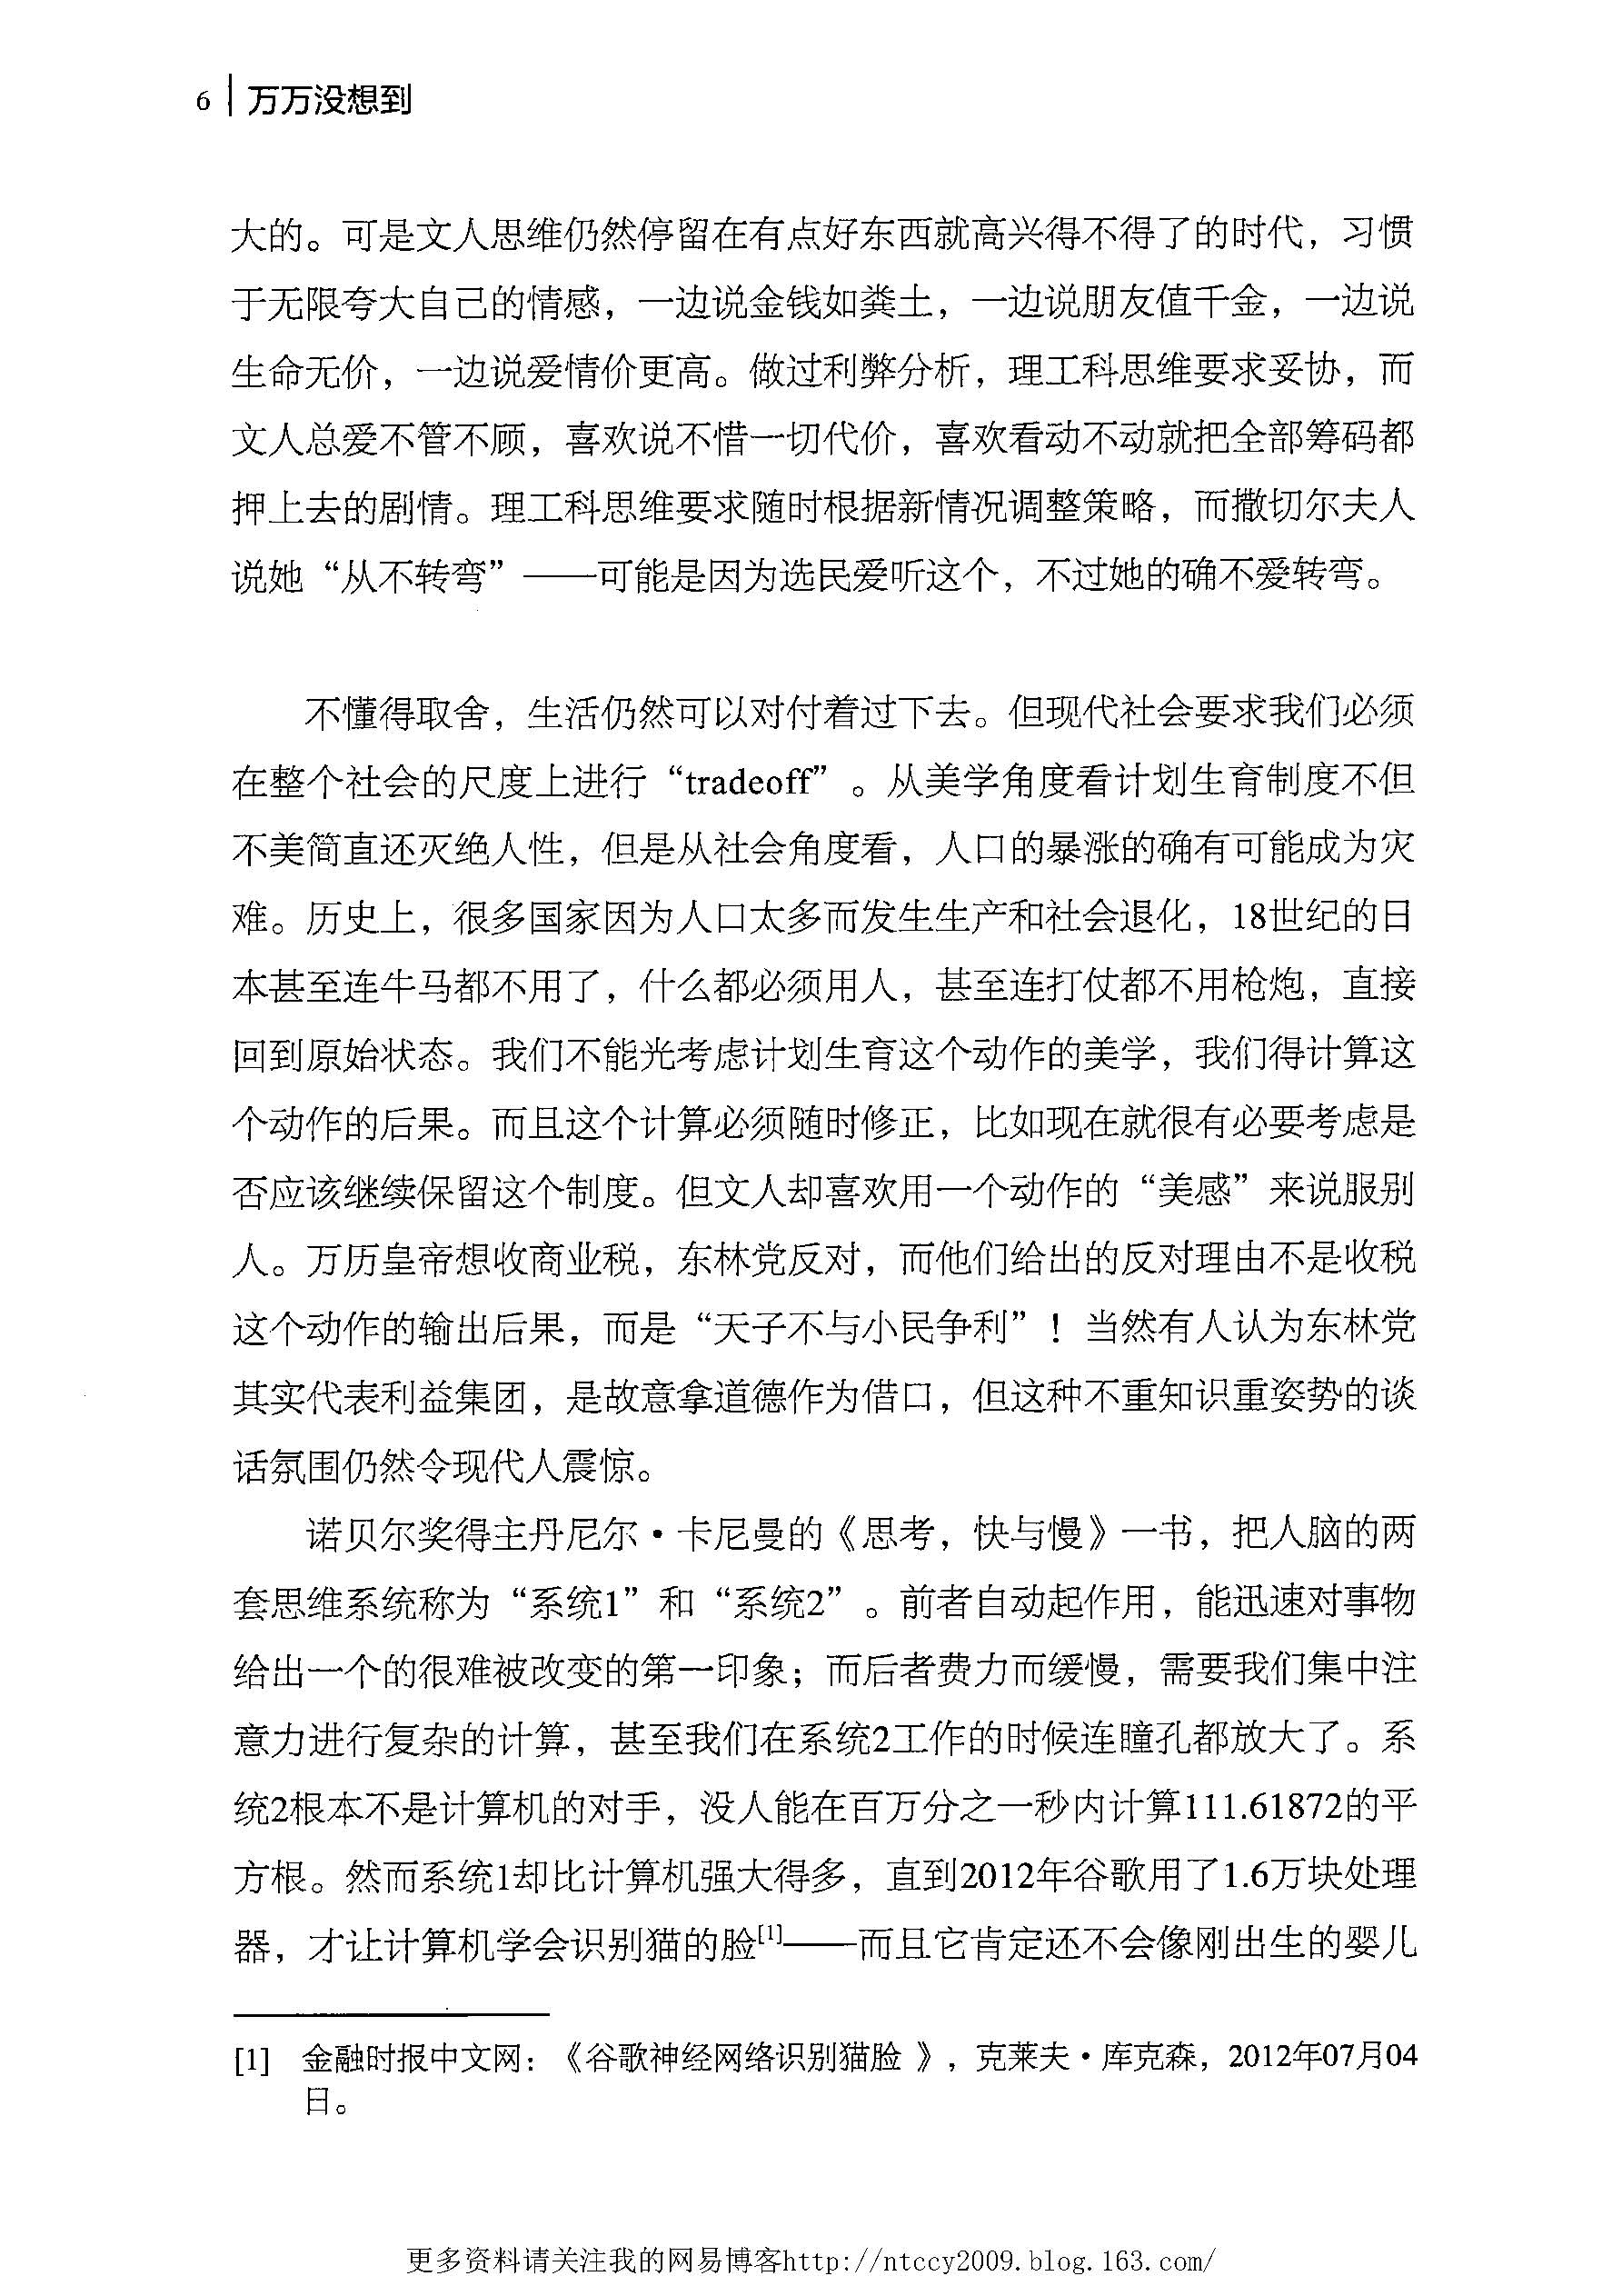 6 万万没想到
大的。可是文人思维仍然停留在有点好东西就高兴得不得了的时代，习惯
于无限夸大自己的情感，一边说金钱如粪土，一边说朋友值千金，一边说
生命无价，一边说爱情价更高。做过利弊分析，理工科思维要求妥协，而
文人总爱不管不顾，喜欢说不惜一切代价，喜欢看动不动就把全部筹码都
押上去的剧情。理工科思维要求随时根据新情况调整策略，而撒切尔夫人
说她“从不转弯”——可能是因为选民爱听这个，不过她的确不爱转弯。
不懂得取舍，生活仍然可以对付着过下去。但现代社会要求我们必须
在整个社会的尺度上进行“tradeoff”。从美学角度看计划生育制度不但
不美简直还灭绝人性，但是从社会角度看，人口的暴涨的确有可能成为灾
难。历史上，很多国家因为人口太多而发生生产和社会退化，18世纪的日
本甚至连牛马都不用了，什么都必须用人，甚至连打仗都不用枪炮，直接
回到原始状态。我们不能光考虑计划生育这个动作的美学，我们得计算这
个动作的后果。而且这个计算必须随时修正，比如现在就很有必要考虑是
否应该继续保留这个制度。但文人却喜欢用一个动作的“美感”来说服别
人。万历皇帝想收商业税，东林党反对，而他们给出的反对理由不是收税
这个动作的输出后果，而是“天子不与小民争利”！当然有人认为东林党
其实代表利益集团，是故意拿道德作为借口，但这种不重知识重姿势的谈
话氛围仍然令现代人震惊。
诺贝尔奖得主丹尼尔·卡尼曼的《思考，快与慢》一书，把人脑的两
套思维系统称为“系统1”和“系统2”。前者自动起作用，能迅速对事物
给出一个的很难被改变的第一印象；而后者费力而缓慢，需要我们集中注
意力进行复杂的计算，甚至我们在系统2工作的时候连瞳孔都放大了。系
统2根本不是计算机的对手，没人能在百万分之一秒内计算111.61872的平
方根。然而系统1却比计算机强大得多，直到2012年谷歌用了1.6万块处理
器，才让计算机学会识别猫的脸[1]——而且它肯定还不会像刚出生的婴儿
[1] 金融时报中文网：《谷歌神经网络识别猫脸 》，克莱夫·库克森，2012年07月04
日。
更多资料请关注我的网易博客http://ntccy2009.blog.163.com/